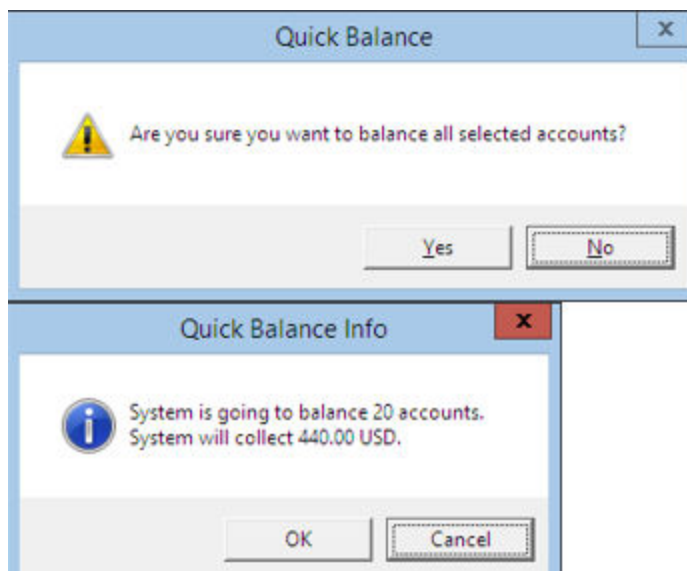 Quick Balance
x
Are you sure you want to balance all selected accounts?
Yes
No
Quick Balance Info
x
System is going to balance 20 accounts.
System will collect 440.00 USD.
OK
Cancel